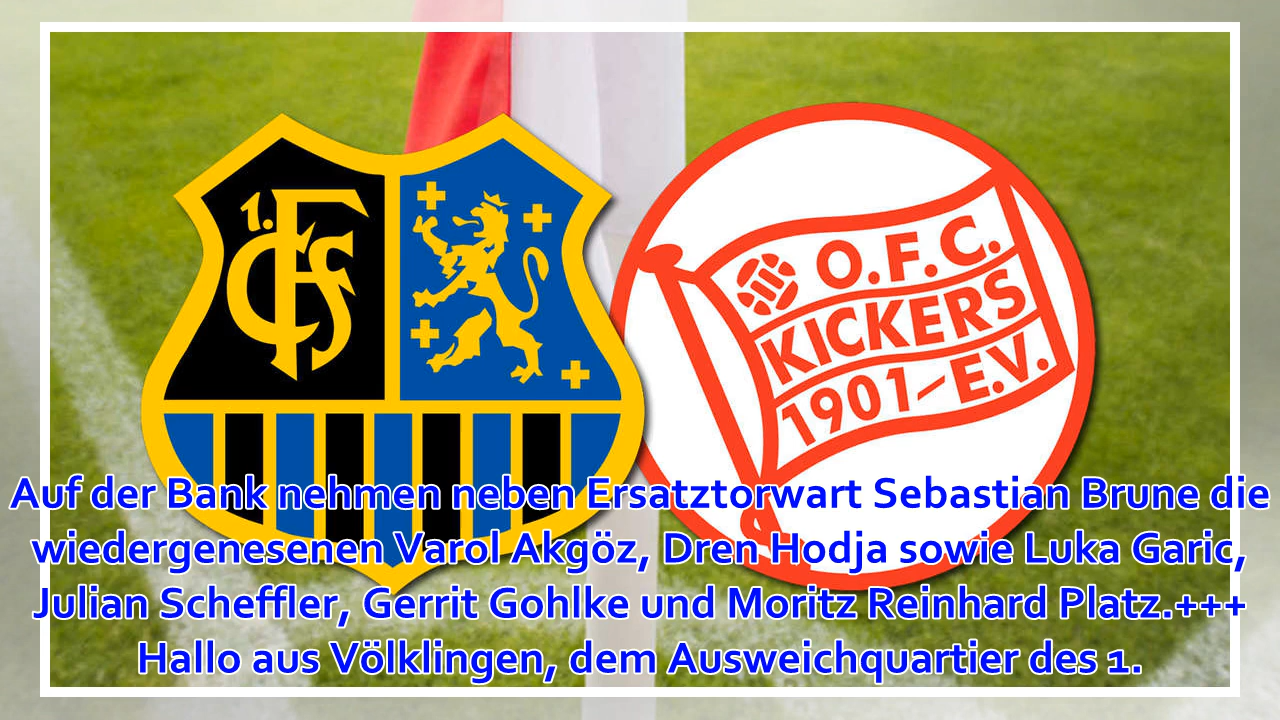 1.
FCS
O.F.C.
KICKERS
1901-E.V.
Auf der Bank nehmen neben Ersatztorwart Sebastian Brune die
wiedergenesenen Varol Akgöz, Dren Hodja sowie Luka Garic,
Julian Scheffler, Gerrit Gohlke und Moritz Reinhard Platz.+++
Hallo aus Völklingen, dem Ausweichquartier des 1.